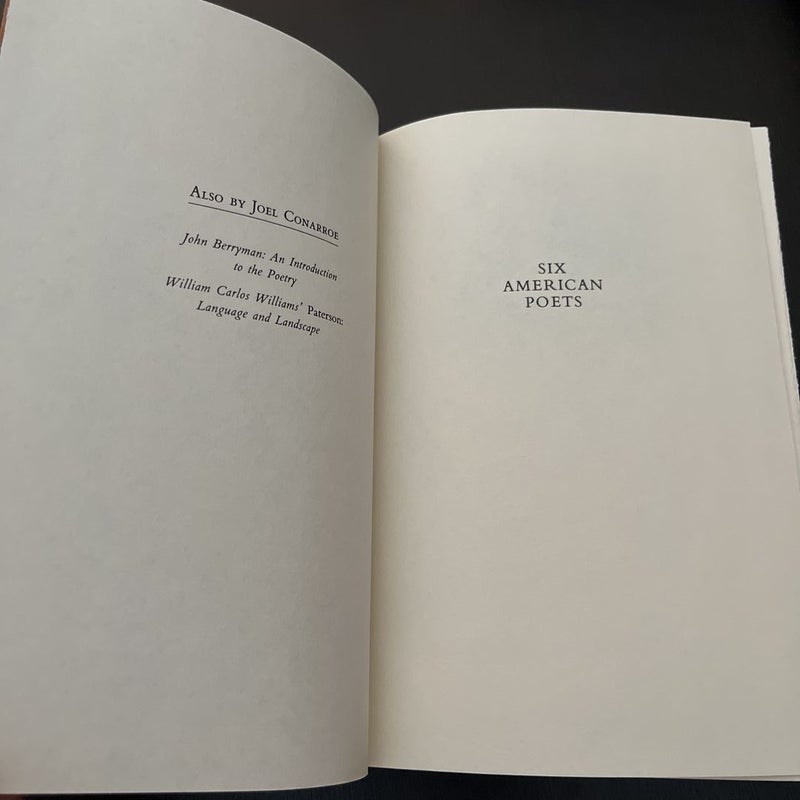 ALSO BY JOEL CONARROE
John Berryman: An Introduction
to the Poetry
William Carlos Williams' Paterson:
Language and Landscape
SIX
AMERICAN
POETS